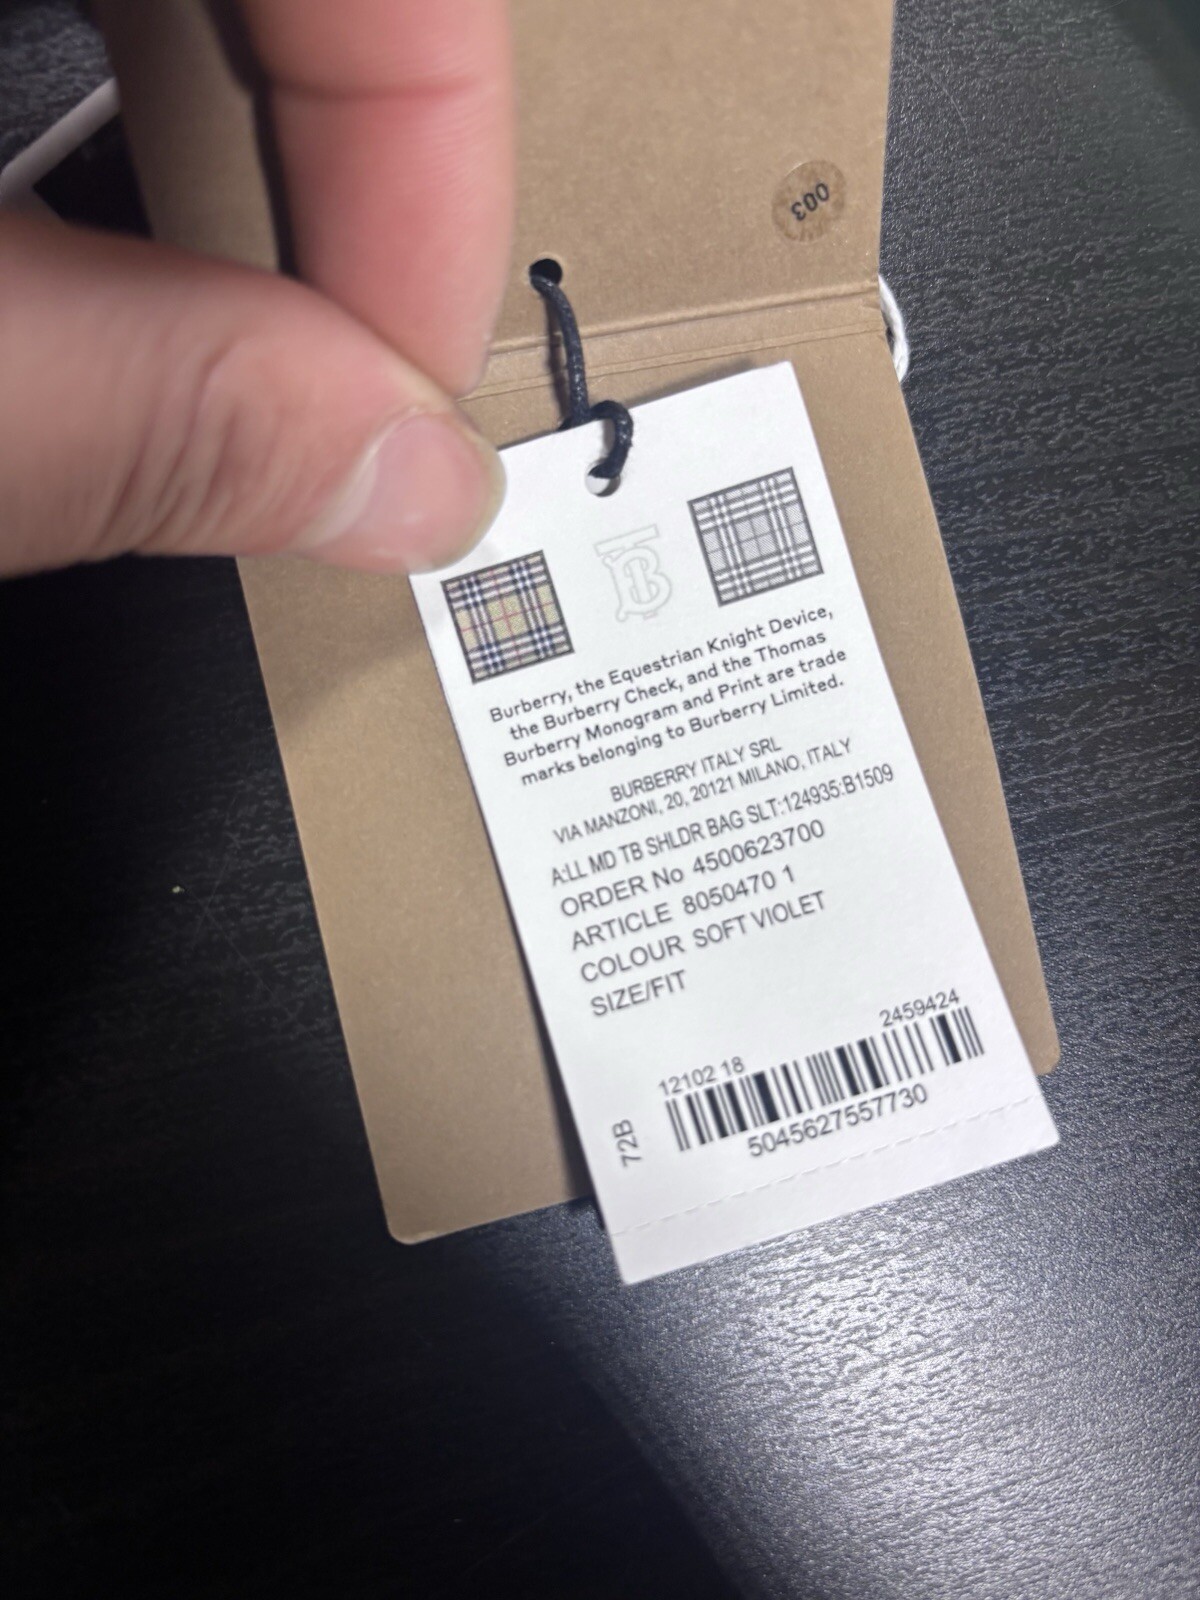 003
TB
Burberry, the Equestrian Knight Device,
the Burberry Check, and the Thomas
Burberry Monogram and Print are trade
marks belonging to Burberry Limited.
BURBERRY ITALY SRL
VIA MANZONI, 20, 20121 MILANO, ITALY
A:LL MD TB SHLDR BAG SLT:124935:B1509
ORDER No 4500623700
ARTICLE 8050470 1
COLOUR SOFT VIOLET
SIZE/FIT
12102 18 2459424
72B
5045627557730